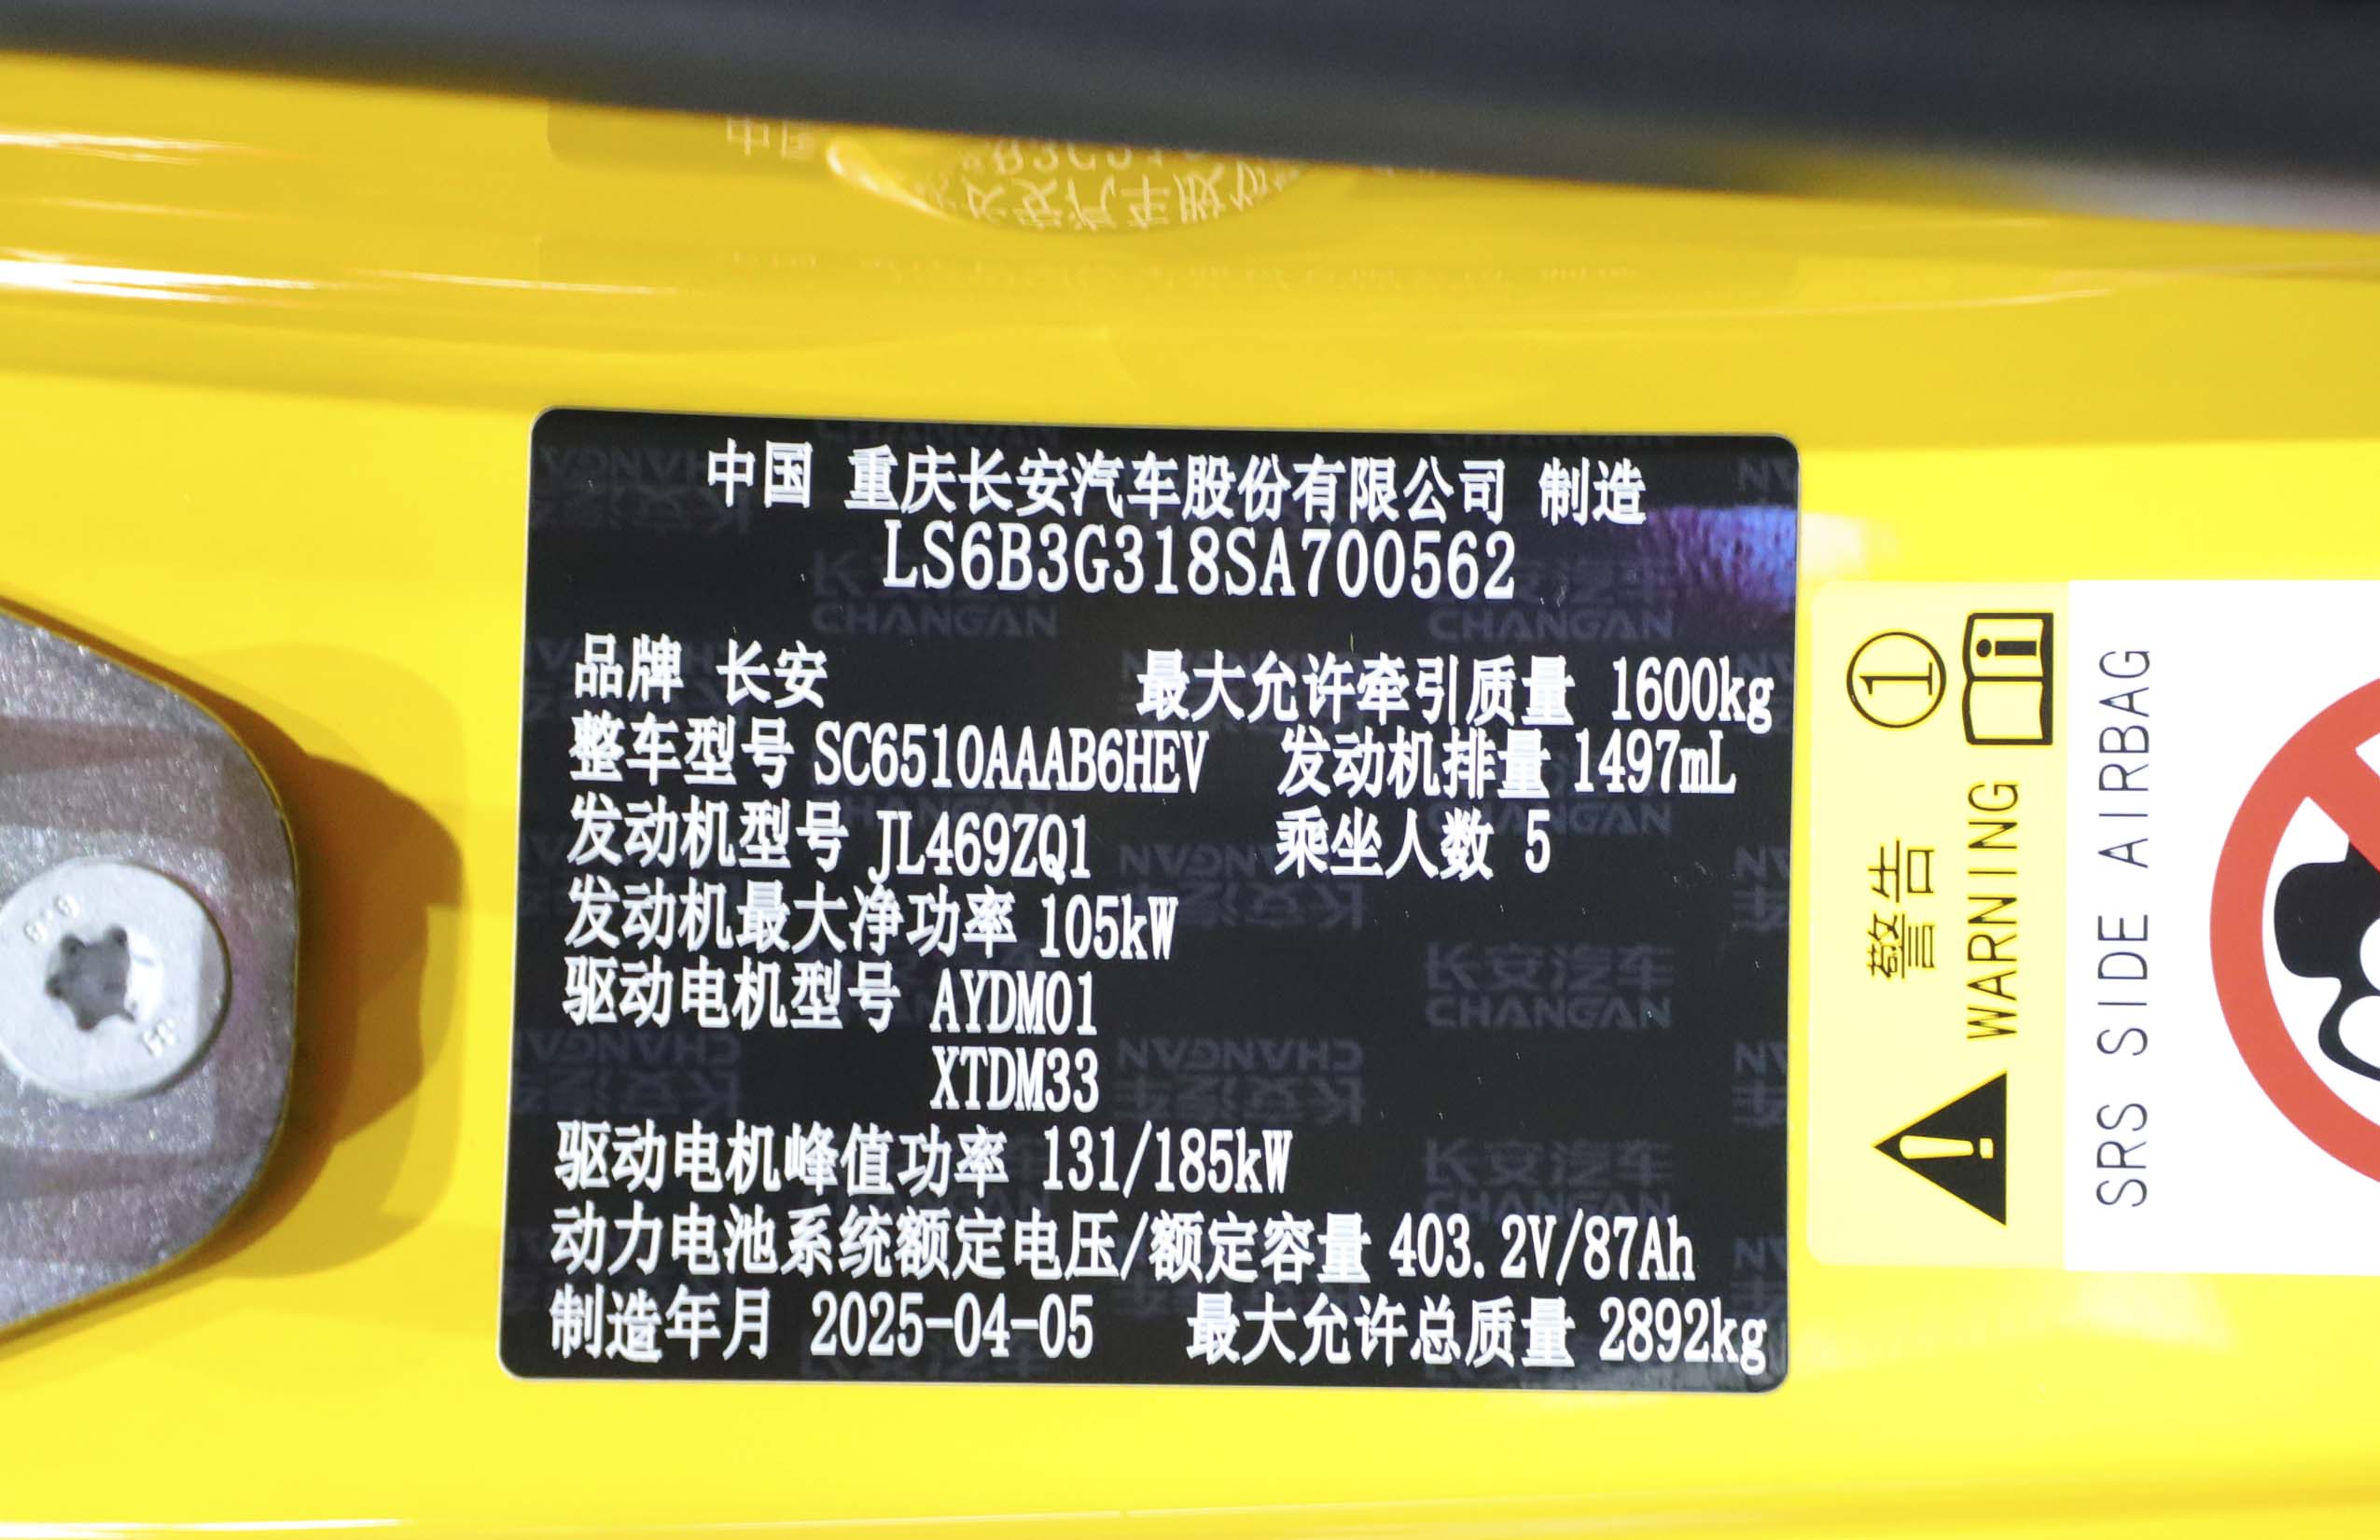 中国 重庆长安汽车股份有限公司 制造
LS6B3G318SA700562
品牌 长安 最大允许牵引质量 1600kg
整车型号 SC6510AAAB6HEV 发动机排量 1497mL
发动机型号 JL469ZQ1 乘坐人数 5
发动机最大净功率 105kW
驱动电机型号 AYDM01
XTDM33
驱动电机峰值功率 131/185kW
动力电池系统额定电压/额定容量 403.2V/87Ah
制造年月 2025-04-05 最大允许总质量 2892kg
长安汽车
CHANGAN
① 警告
WARNING
SRS SIDE AIRBAG